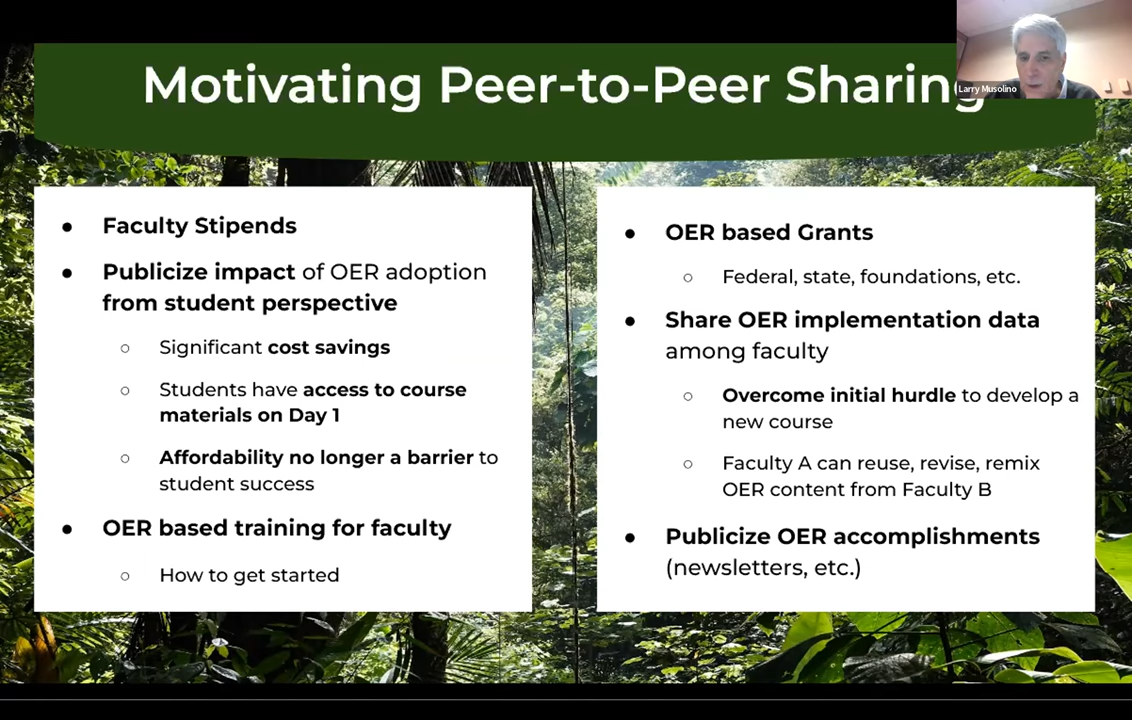 Motivating Peer-to-Peer Sharing
Larry Musolino
● Faculty Stipends
● Publicize impact of OER adoption
from student perspective
○ Significant cost savings
○ Students have access to course
materials on Day 1
○ Affordability no longer a barrier to
student success
● OER based training for faculty
○ How to get started
● OER based Grants
○ Federal, state, foundations, etc.
● Share OER implementation data
among faculty
○ Overcome initial hurdle to develop a
new course
○ Faculty A can reuse, revise, remix
OER content from Faculty B
● Publicize OER accomplishments
(newsletters, etc.)